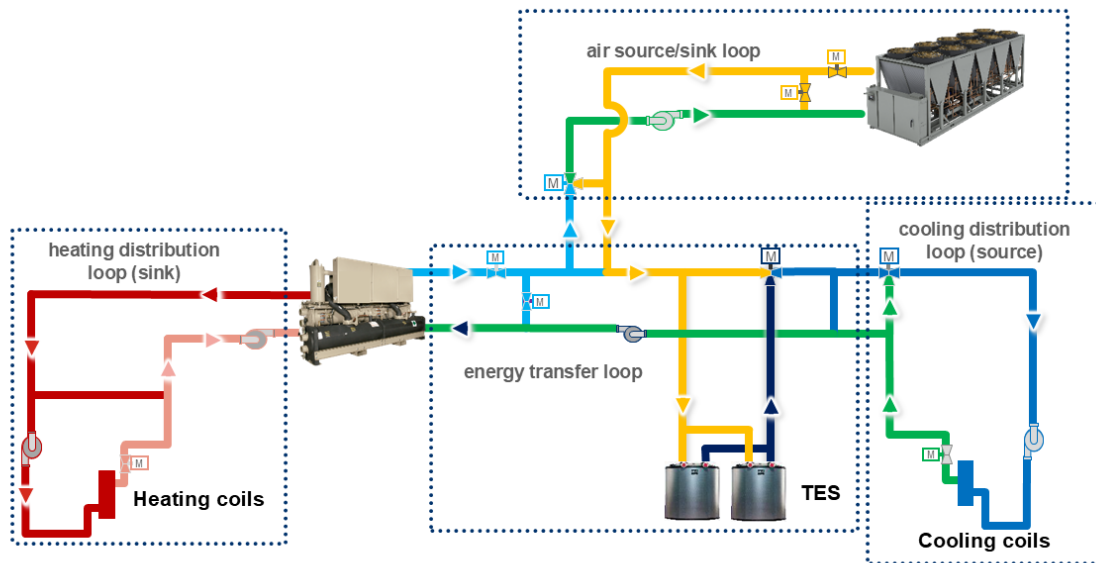 air source/sink loop
M
M
M
heating distribution
loop (sink)
cooling distribution
loop (source)
M
M
M
M
energy transfer loop
M
M
Heating coils
TES
Cooling coils